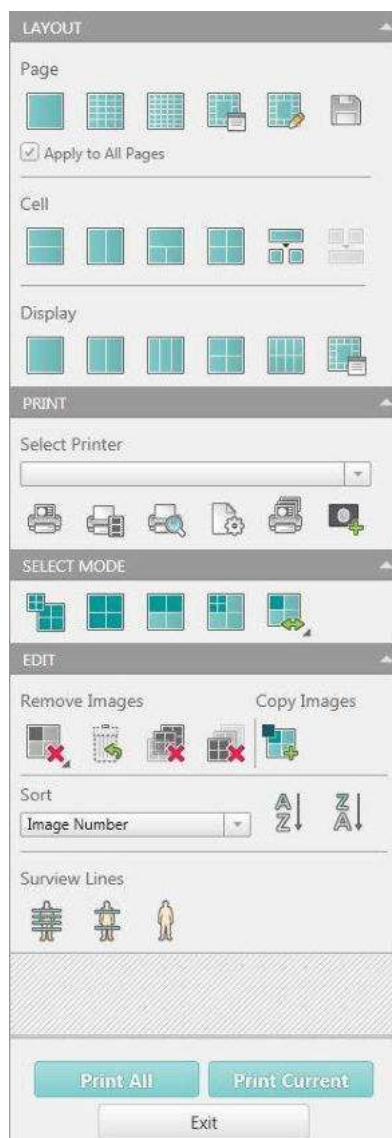 LAYOUT
Page
Apply to All Pages
Cell
Display
PRINT
Select Printer
SELECT MODE
EDIT
Remove Images Copy Images
Sort
Image Number
A
Z
Z
A
Surview Lines
Print All Print Current
Exit